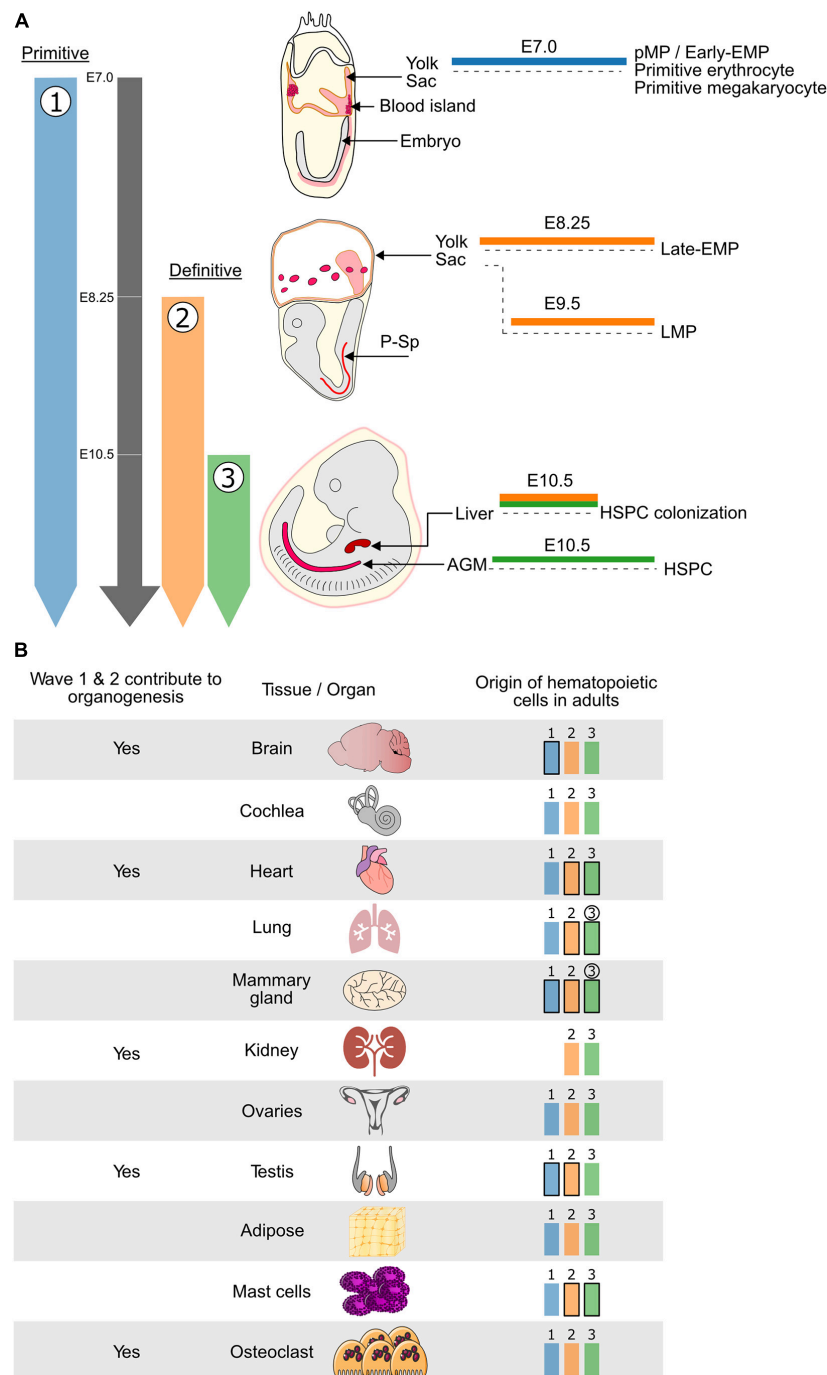 A
Primitive
1
E7.0
Yolk
Sac
Blood island
Embryo
E7.0
pMP / Early-EMP
Primitive erythrocyte
Primitive megakaryocyte
Definitive
E8.25
2
Yolk
Sac
P-Sp
E8.25
Late-EMP
E9.5
LMP
E10.5
3
Liver
E10.5
HSPC colonization
AGM
E10.5
HSPC
B
Wave 1 & 2 contribute to
organogenesis
Tissue / Organ
Origin of hematopoietic
cells in adults
Yes Brain 1 2 3
Cochlea 1 2 3
Yes Heart 1 2 3
Lung 1 2 3
Mammary
gland 1 2 3
Yes Kidney 2 3
Ovaries 1 2 3
Yes Testis 1 2 3
Adipose 1 2 3
Mast cells 1 2 3
Yes Osteoclast 1 2 3